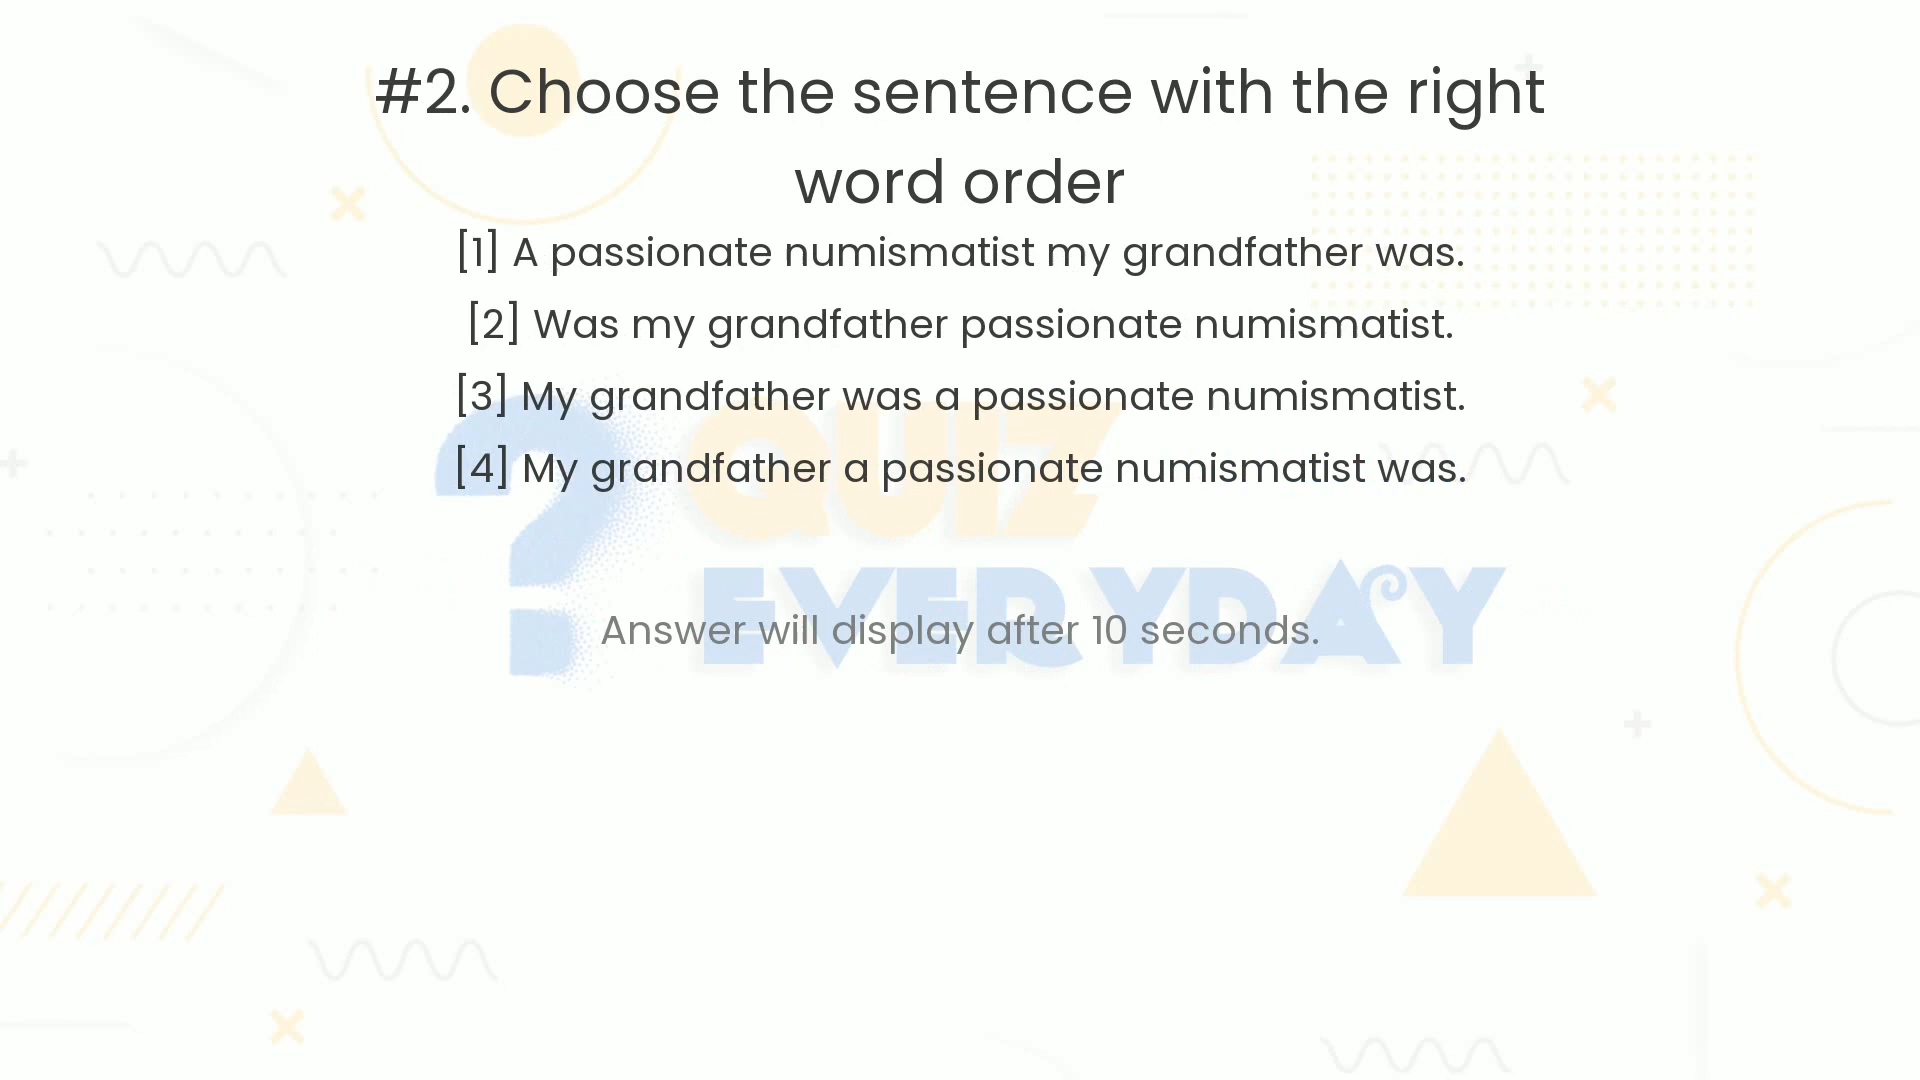 #2. Choose the sentence with the right
word order
[1] A passionate numismatist my grandfather was.
[2] Was my grandfather passionate numismatist.
[3] My grandfather was a passionate numismatist.
[4] My grandfather a passionate numismatist was.
QUIZ
EVERYDAY
Answer will display after 10 seconds.